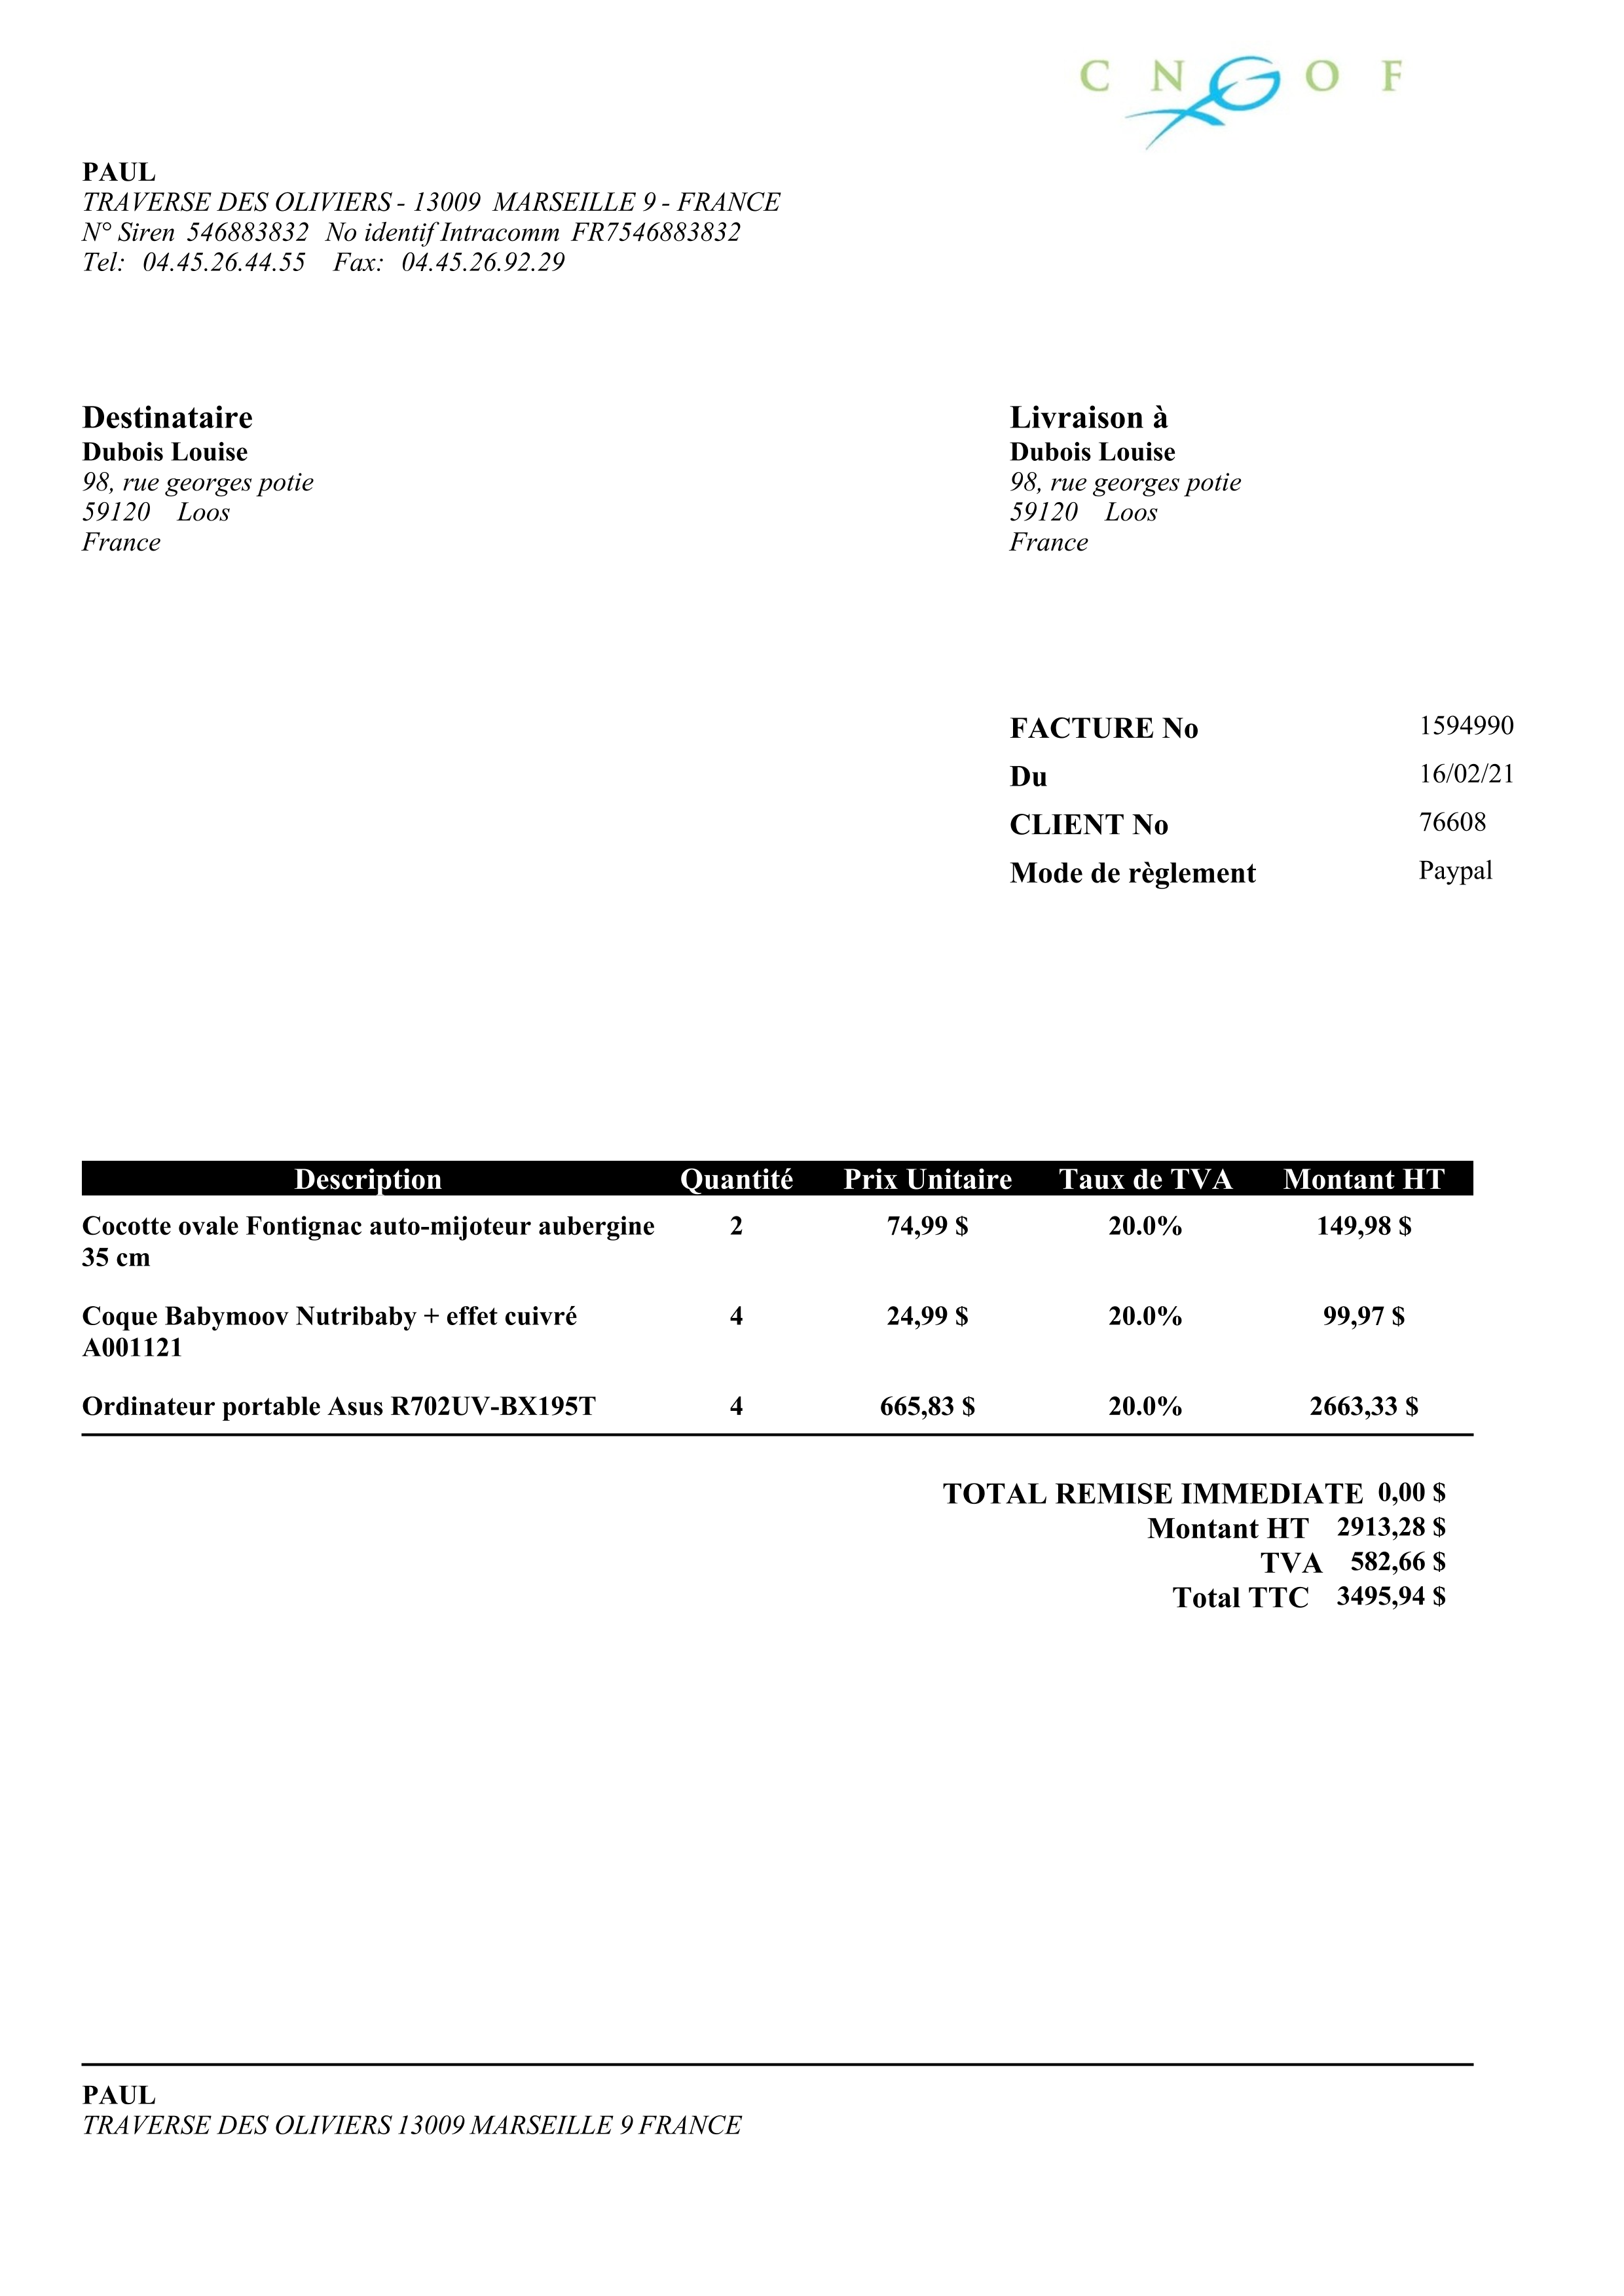 C N G O F
PAUL
TRAVERSE DES OLIVIERS - 13009 MARSEILLE 9 - FRANCE
N° Siren 546883832 No identif Intracomm FR7546883832
Tel: 04.45.26.44.55 Fax: 04.45.26.92.29
Destinataire
Dubois Louise
98, rue georges potie
59120 Loos
France
Livraison à
Dubois Louise
98, rue georges potie
59120 Loos
France
FACTURE No 1594990
Du 16/02/21
CLIENT No 76608
Mode de règlement Paypal
Description Quantité Prix Unitaire Taux de TVA Montant HT
Cocotte ovale Fontignac auto-mijoteur aubergine 2 74,99 $ 20.0% 149,98 $
35 cm
Coque Babymoov Nutribaby + effet cuivré 4 24,99 $ 20.0% 99,97 $
A001121
Ordinateur portable Asus R702UV-BX195T 4 665,83 $ 20.0% 2663,33 $
TOTAL REMISE IMMEDIATE 0,00 $
Montant HT 2913,28 $
TVA 582,66 $
Total TTC 3495,94 $
PAUL
TRAVERSE DES OLIVIERS 13009 MARSEILLE 9 FRANCE